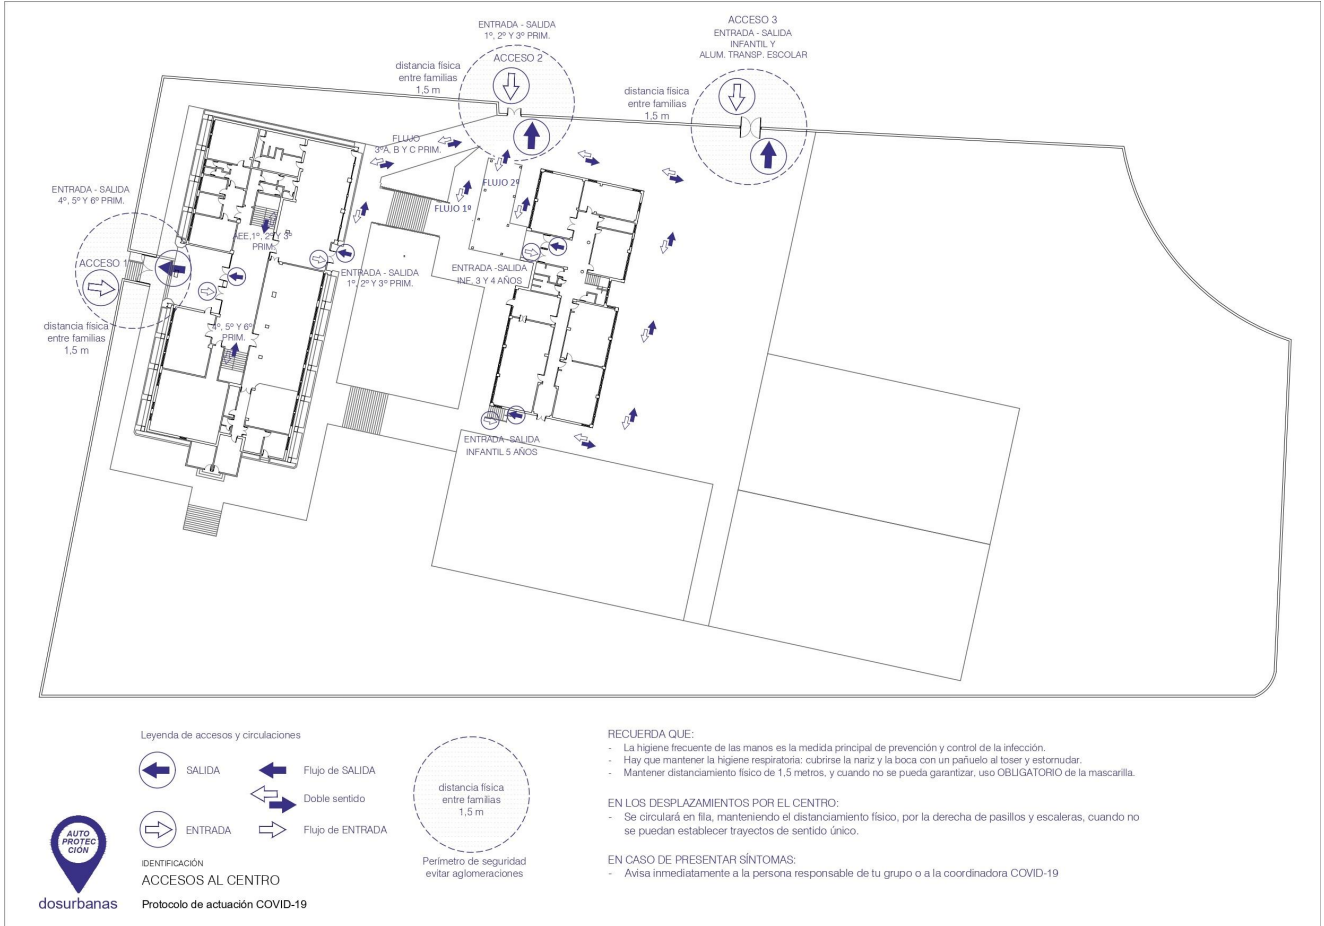 ENTRADA - SALIDA
1º, 2º Y 3º PRIM.
ACCESO 2
distancia física
entre familias
1,5 m
ACCESO 3
ENTRADA - SALIDA
INFANTIL Y
ALUM. TRANSP. ESCOLAR
distancia física
entre familias
1,5 m
FLUJO
3ºA, B Y C PRIM.
FLUJO 2º
FLUJO 1º
ENTRADA - SALIDA
4º, 5º Y 6º PRIM.
ACCESO 1
distancia física
entre familias
1,5 m
AEE,1º, 2º Y 3º
PRIM.
ENTRADA - SALIDA
1º, 2º Y 3º PRIM.
ENTRADA-SALIDA
INF. 3 Y 4 AÑOS
4º, 5º Y 6º
PRIM.
ENTRADA-SALIDA
INFANTIL 5 AÑOS
Leyenda de accesos y circulaciones
SALIDA
Flujo de SALIDA
Doble sentido
ENTRADA
Flujo de ENTRADA
distancia física
entre familias
1,5 m
Perímetro de seguridad
evitar aglomeraciones
AUTO
PROTEC
CIÓN
dosurbanas
IDENTIFICACIÓN
ACCESOS AL CENTRO
Protocolo de actuación COVID-19
RECUERDA QUE:
- La higiene frecuente de las manos es la medida principal de prevención y control de la infección.
- Hay que mantener la higiene respiratoria: cubrirse la nariz y la boca con un pañuelo al toser y estornudar.
- Mantener distanciamiento físico de 1,5 metros, y cuando no se pueda garantizar, uso OBLIGATORIO de la mascarilla.
EN LOS DESPLAZAMIENTOS POR EL CENTRO:
- Se circulará en fila, manteniendo el distanciamiento físico, por la derecha de pasillos y escaleras, cuando no
se puedan establecer trayectos de sentido único.
EN CASO DE PRESENTAR SÍNTOMAS:
- Avisa inmediatamente a la persona responsable de tu grupo o a la coordinadora COVID-19